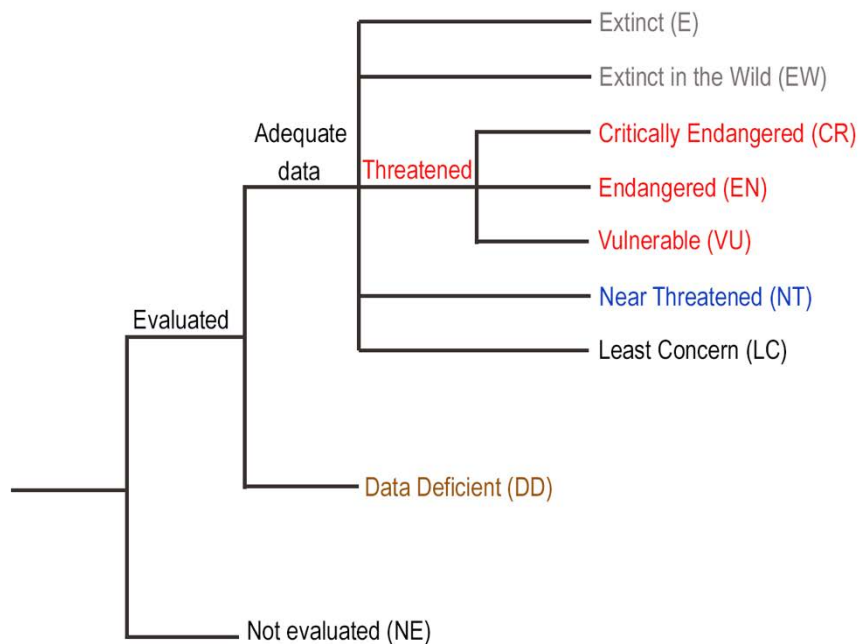 Extinct (E)
Extinct in the Wild (EW)
Adequate
data
Threatened
Critically Endangered (CR)
Endangered (EN)
Vulnerable (VU)
Near Threatened (NT)
Evaluated
Least Concern (LC)
Data Deficient (DD)
Not evaluated (NE)